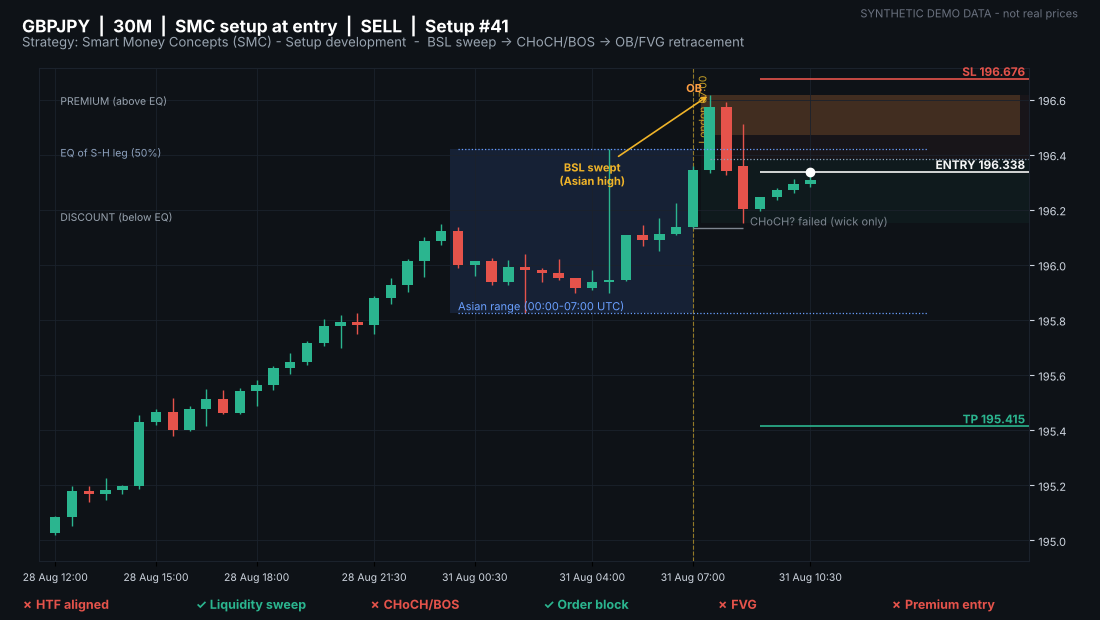 SYNTHETIC DEMO DATA - not real prices
GBPJPY | 30M | SMC setup at entry | SELL | Setup #41
Strategy: Smart Money Concepts (SMC) - Setup development - BSL sweep → CHoCH/BOS → OB/FVG retracement
SL 196.676
OB
London 07:00
PREMIUM (above EQ)
196.6
EQ of S-H leg (50%)
196.4
BSL swept
(Asian high)
ENTRY 196.338
DISCOUNT (below EQ)
CHoCH? failed (wick only)
196.2
196.0
Asian range (00:00-07:00 UTC)
195.8
195.6
TP 195.415
195.4
195.2
195.0
28 Aug 12:00 28 Aug 15:00 28 Aug 18:00 28 Aug 21:30 31 Aug 00:30 31 Aug 04:00 31 Aug 07:00 31 Aug 10:30
× HTF aligned ✓ Liquidity sweep × CHoCH/BOS ✓ Order block × FVG × Premium entry